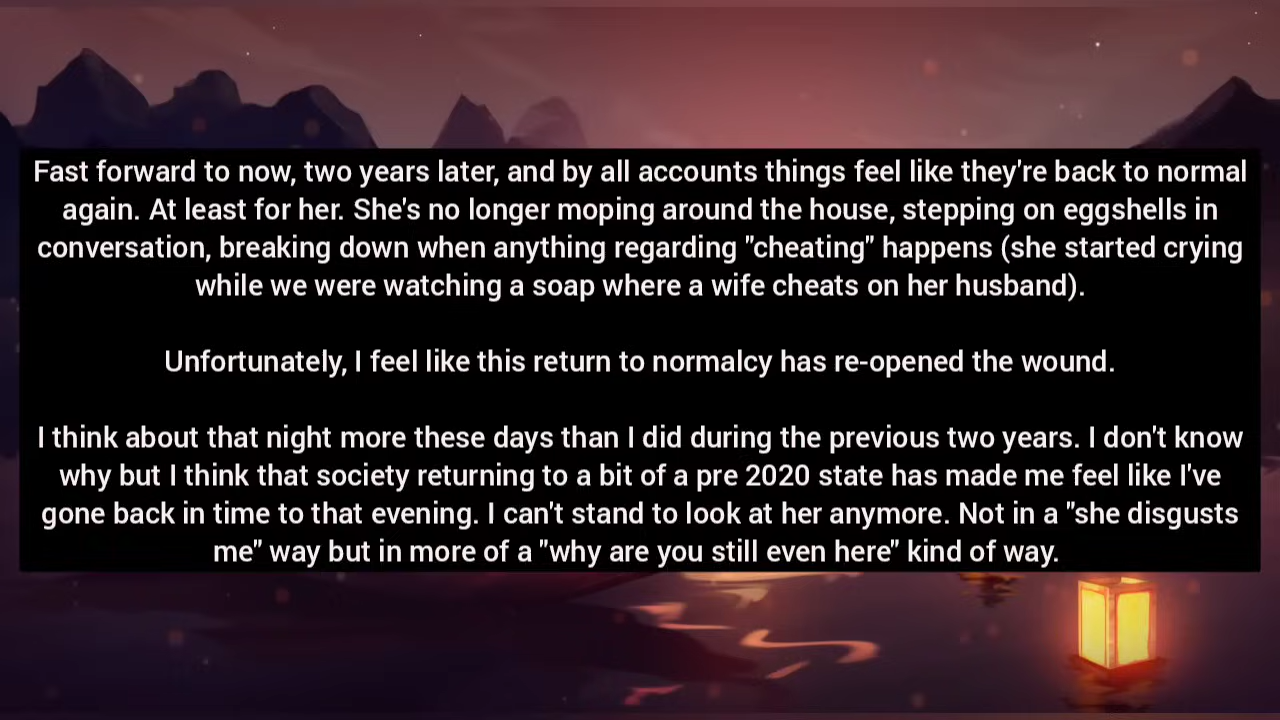 Fast forward to now, two years later, and by all accounts things feel like they're back to normal
again. At least for her. She's no longer moping around the house, stepping on eggshells in
conversation, breaking down when anything regarding "cheating" happens (she started crying
while we were watching a soap where a wife cheats on her husband).
Unfortunately, I feel like this return to normalcy has re-opened the wound.
I think about that night more these days than I did during the previous two years. I don't know
why but I think that society returning to a bit of a pre 2020 state has made me feel like I've
gone back in time to that evening. I can't stand to look at her anymore. Not in a "she disgusts
me" way but in more of a "why are you still even here" kind of way.